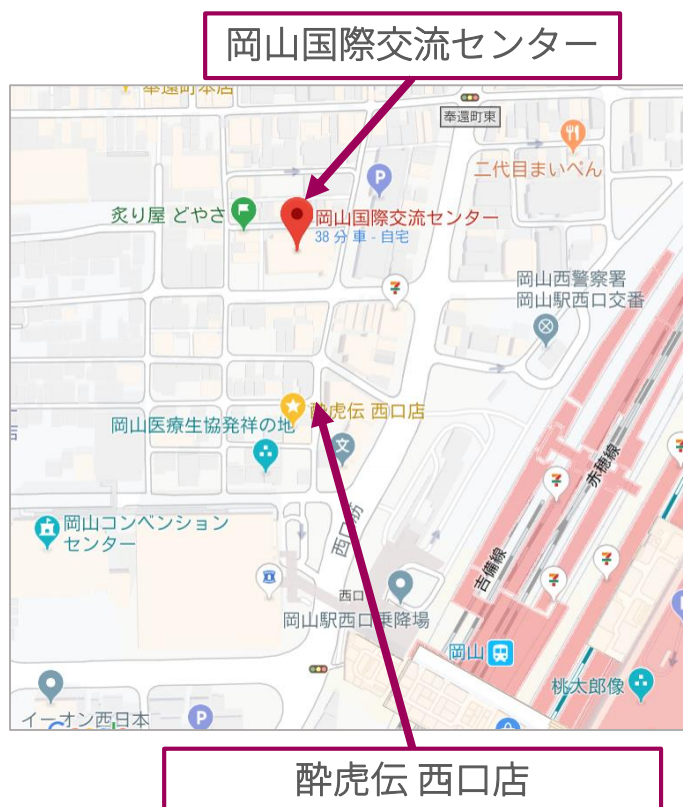 岡山国際交流センター
奉還町本店
奉還町東
二代目まいぺん
炙り屋 どやさ
岡山国際交流センター
38 分 車 - 自宅
岡山西警察署
岡山駅西口交番
酔虎伝 西口店
岡山医療生協発祥の地
文
赤穂線
岡山コンベンション
センター
西口筋
吉備線
西口
岡山駅西口乗降場
岡山
桃太郎像
イーオン西日本
P
P
酔虎伝 西口店